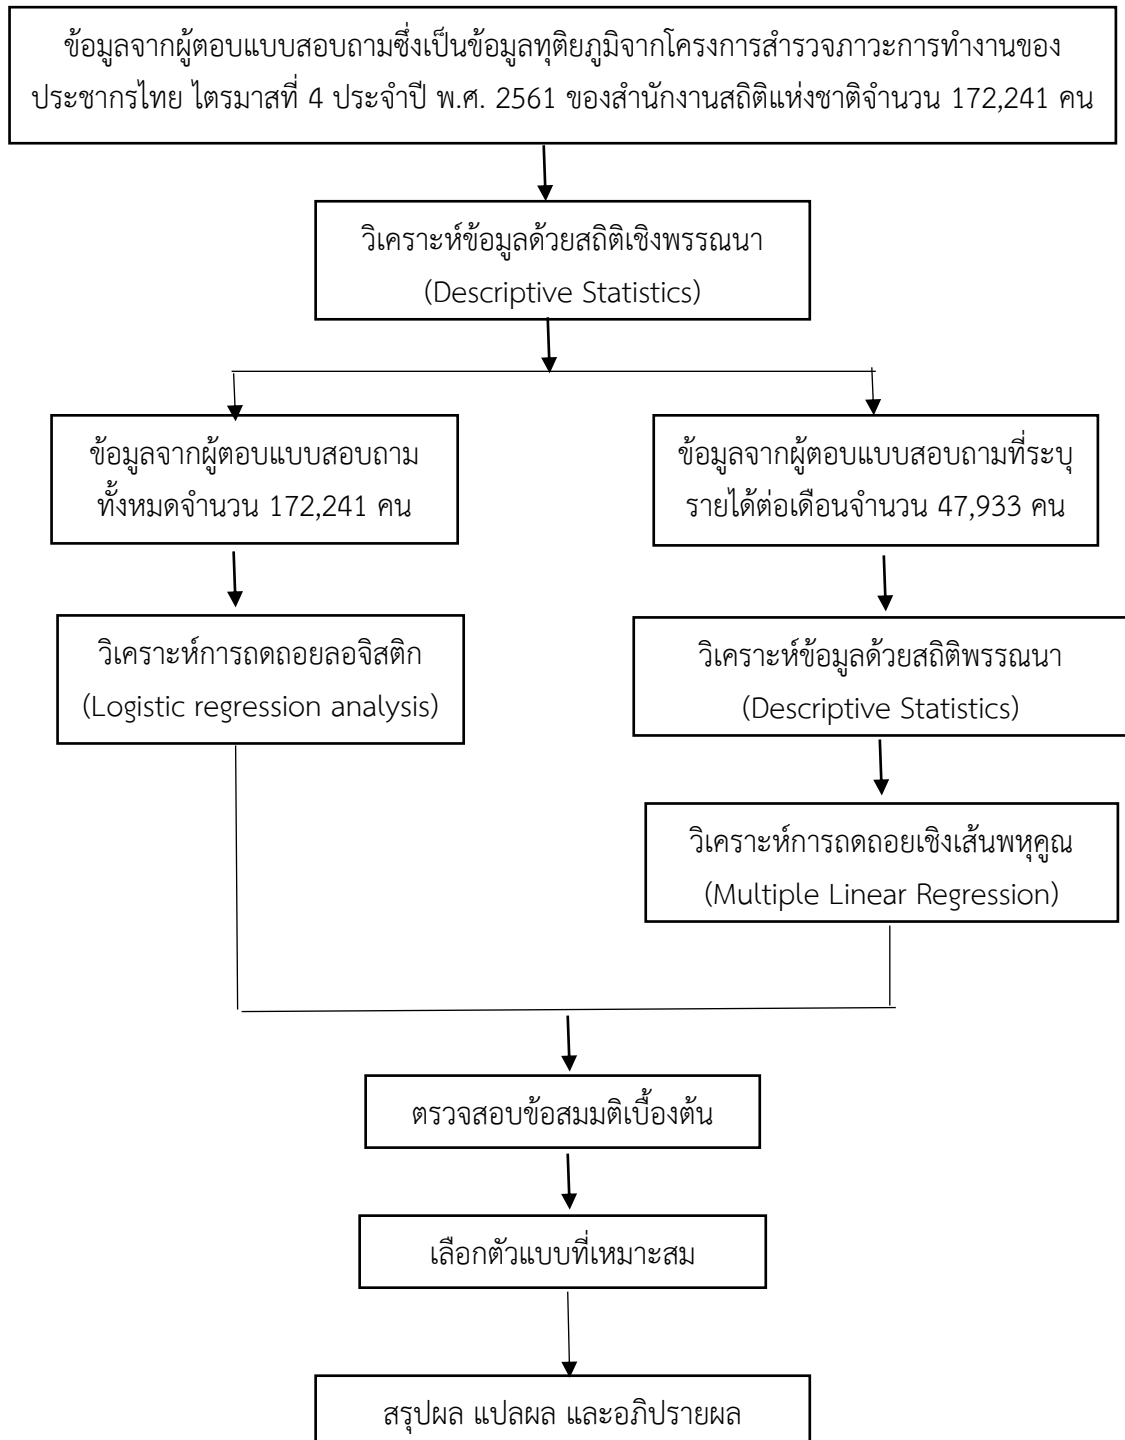 ข้อมูลจากผู้ตอบแบบสอบถามซึ่งเป็นข้อมูลทุติยภูมิจากโครงการสำรวจภาวะการทำงานของ
ประชากรไทย ไตรมาสที่ 4 ประจำปี พ.ศ. 2561 ของสำนักงานสถิติแห่งชาติจำนวน 172,241 คน
วิเคราะห์ข้อมูลด้วยสถิติเชิงพรรณนา
(Descriptive Statistics)
ข้อมูลจากผู้ตอบแบบสอบถาม
ทั้งหมดจำนวน 172,241 คน
ข้อมูลจากผู้ตอบแบบสอบถามที่ระบุ
รายได้ต่อเดือนจำนวน 47,933 คน
วิเคราะห์การถดถอยลอจิสติก
(Logistic regression analysis)
วิเคราะห์ข้อมูลด้วยสถิติพรรณนา
(Descriptive Statistics)
วิเคราะห์การถดถอยเชิงเส้นพหุคูณ
(Multiple Linear Regression)
ตรวจสอบข้อสมมติเบื้องต้น
เลือกตัวแบบที่เหมาะสม
สรุปผล แปลผล และอภิปรายผล